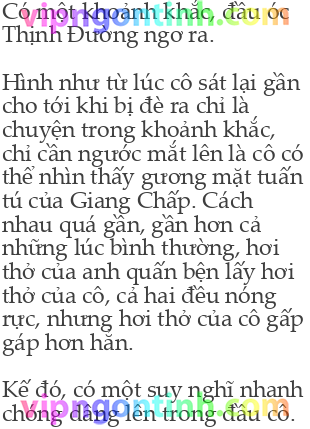 Có một khoảnh khắc, đầu óc
Thịnh Đường ngơ ra.
Hình như từ lúc cô sát lại gần
cho tới khi bị đè ra chỉ là
chuyện trong khoảnh khắc,
chỉ cần ngước mắt lên là cô có
thể nhìn thấy gương mặt tuấn
tú của Giang Chấp. Cách
nhau quá gần, gần hơn cả
những lúc bình thường, hơi
thở của anh quấn bện lấy hơi
thở của cô, cả hai đều nóng
rực, nhưng hơi thở của cô gấp
gáp hơn hẳn.
Kế đó, có một suy nghĩ nhanh
chóng dâng lên trong đầu cô.
vipngontinh.com
vipngontinh.com